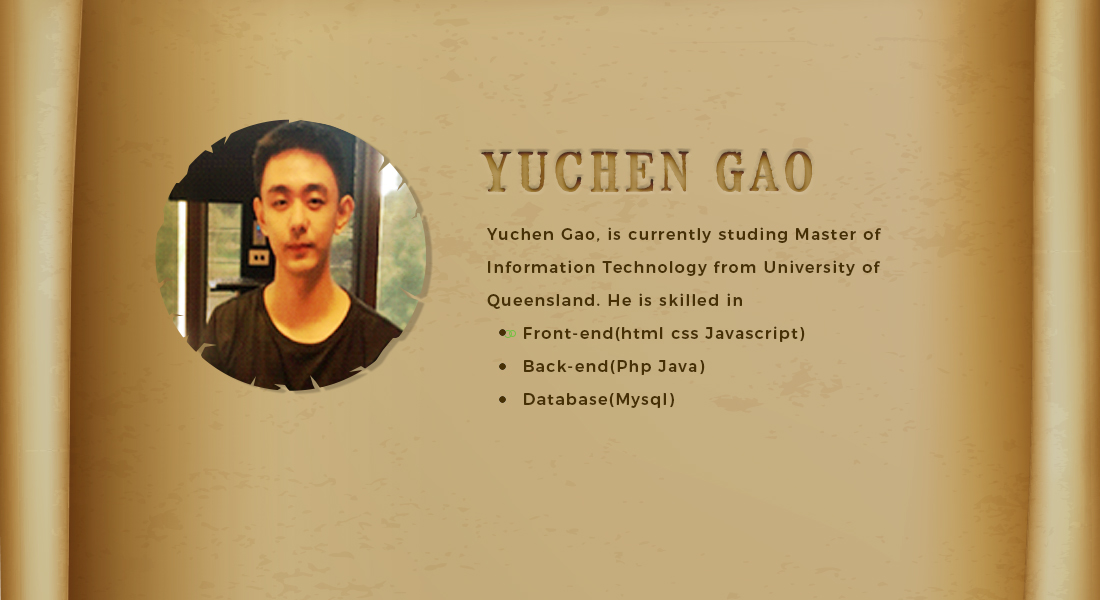 YUCHEN GAO
Yuchen Gao, is currently studing Master of
Information Technology from University of
Queensland. He is skilled in
• Front-end(html css Javascript)
• Back-end(Php Java)
• Database(Mysql)